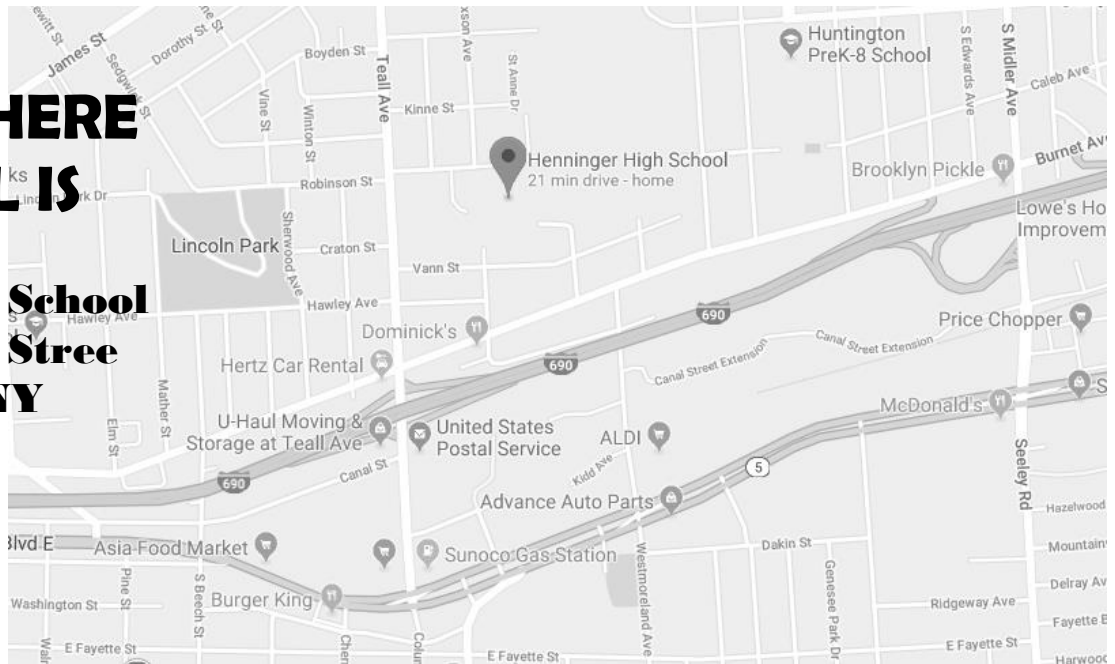 HERE
L IS
School
Stree
NY
James St
Sedgwick St
Dorothy St
Boyden St
Vine St
Winton St
Teall Ave
Kinne St
St Anne Dr
Huntington
PreK-8 School
S Edwards Ave
S Midler Ave
Caleb Ave
Burnet Ave
Henninger High School
21 min drive - home
Brooklyn Pickle
Robinson St
Lincoln Park
Sherwood Ave
Craton St
Vann St
Hawley Ave
Hawley Ave
Lowe's Ho
Improvem
Dominick's
Hertz Car Rental
690
690
690
Canal Street Extension
Canal Street Extension
Price Chopper
McDonald's
U-Haul Moving &
Storage at Teall Ave
United States
Postal Service
ALDI
Kidd Ave
Canal St
Elm St
Mather St
5
Advance Auto Parts
Seeley Rd
Hazelwood
Blvd E
Asia Food Market
Sunoco Gas Station
Westmoreland Ave
Dakin St
Genesee Park Dr
Mountain
Delray Av
Burger King
Pine St
S Beech St
Washington St
Ridgeway Ave
Fayette B
E Fayette St
E Fayette St
E Fayette St
Harwood